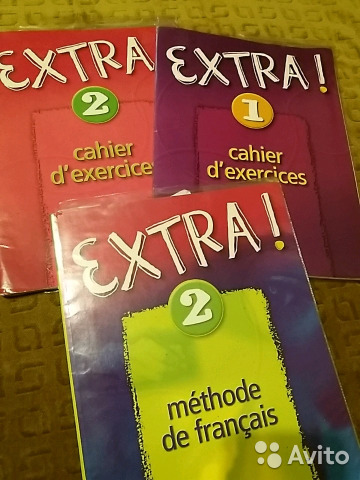 EXTRA
2
cahier
d'exercices
EXTRA!
1
cahier
d'exercices
EXTRA!
2
méthode
de français
Avito